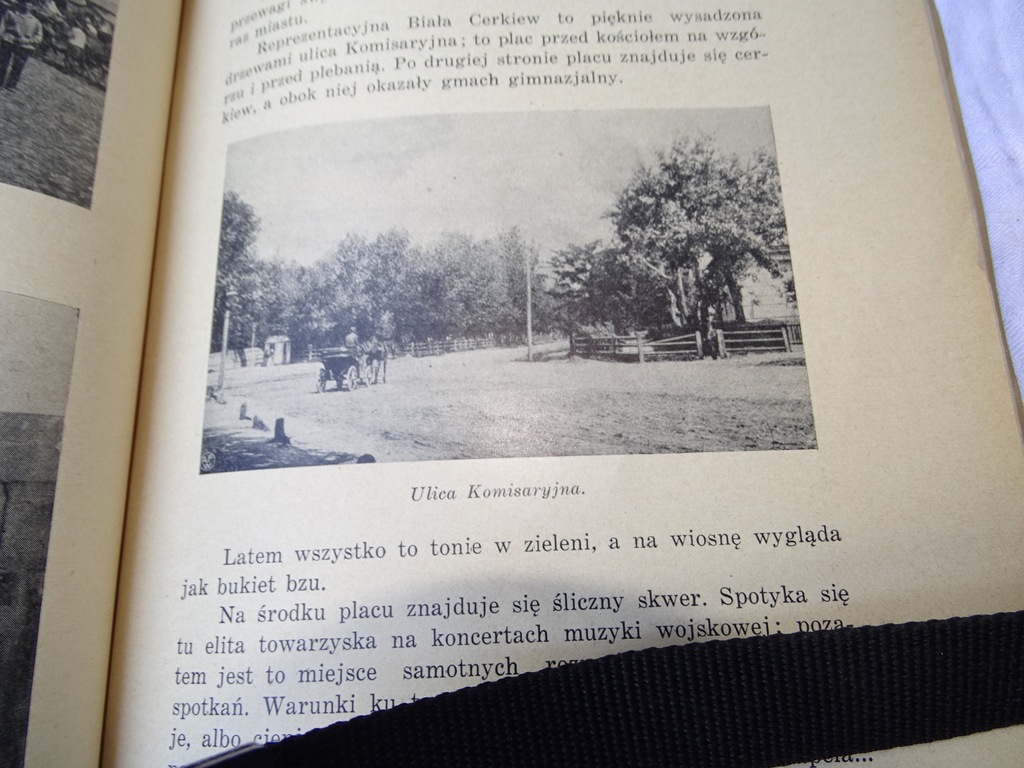 przewagi
raz miastu.
Reprezentacyjna Biała Cerkiew to pięknie wysadzona
drzewami ulica Komisaryjna; to plac przed kościołem na wzgó-
rzu i przed plebanią. Po drugiej stronie placu znajduje się cer-
kiew, a obok niej okazały gmach gimnazjalny.
Ulica Komisaryjna.
Latem wszystko to tonie w zieleni, a na wiosnę wygląda
jak bukiet bzu.
Na środku placu znajduje się śliczny skwer. Spotyka się
tu elita towarzyska na koncertach muzyki wojskowej; poza-
tem jest to miejsce samotnych
spotkań. Warunki ku
je, albo